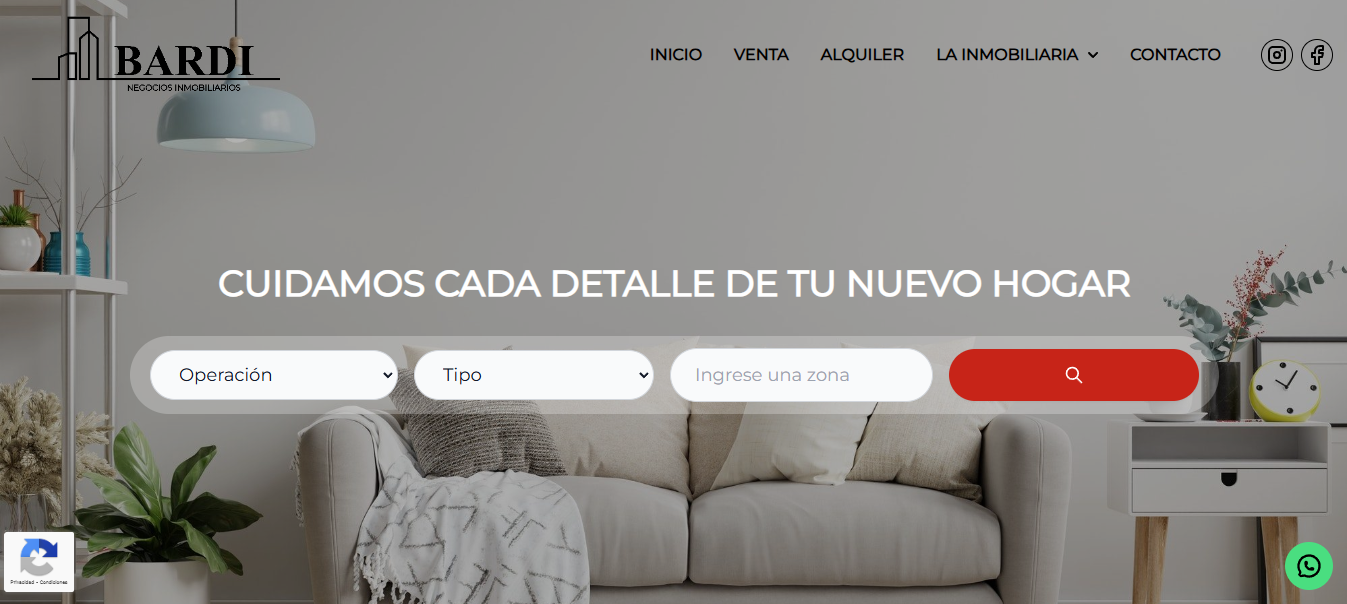 BARDI
NEGOCIOS INMOBILIARIOS
INICIO VENTA ALQUILER LA INMOBILIARIA CONTACTO
CUIDAMOS CADA DETALLE DE TU NUEVO HOGAR
Operación Tipo Ingrese una zona
Privacidad - Condiciones